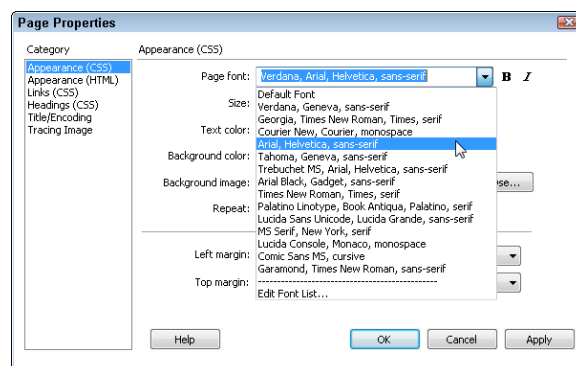 Page Properties
Category
Appearance (CSS)
Appearance (CSS)
Appearance (HTML)
Links (CSS)
Headings (CSS)
Title/Encoding
Tracing Image
Page font: Verdana, Arial, Helvetica, sans-serif B I
Default Font
Size:
Verdana, Geneva, sans-serif
Georgia, Times New Roman, Times, serif
Text color:
Courier New, Courier, monospace
Arial, Helvetica, sans-serif
Background color:
Tahoma, Geneva, sans-serif
Trebuchet MS, Arial, Helvetica, sans-serif
Background image:
Arial Black, Gadget, sans-serif
se...
Times New Roman, Times, serif
Repeat:
Palatino Linotype, Book Antiqua, Palatino, serif
Lucida Sans Unicode, Lucida Grande, sans-serif
MS Serif, New York, serif
Lucida Console, Monaco, monospace
Left margin:
Comic Sans MS, cursive
Garamond, Times New Roman, sans-serif
Top margin:
Edit Font List...
Help
OK
Cancel
Apply